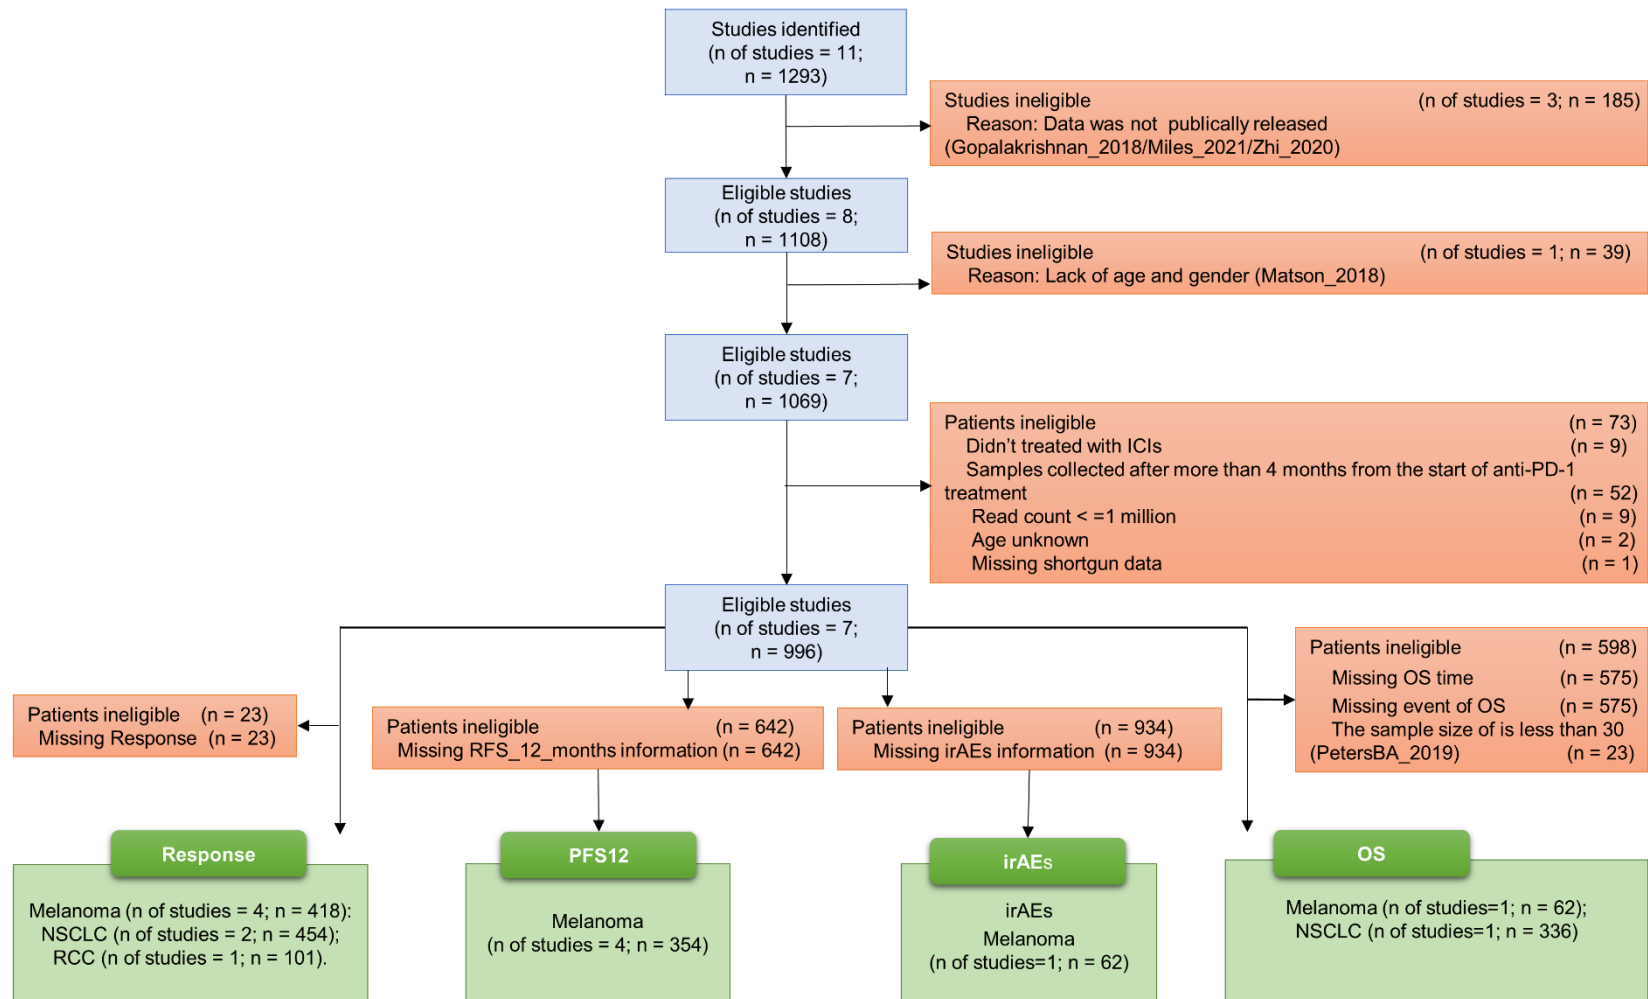 Studies identified
(n of studies = 11;
n = 1293)
Studies ineligible (n of studies = 3; n = 185)
Reason: Data was not publically released
(Gopalakrishnan_2018/Miles_2021/Zhi_2020)
Eligible studies
(n of studies = 8;
n = 1108)
Studies ineligible (n of studies = 1; n = 39)
Reason: Lack of age and gender (Matson_2018)
Eligible studies
(n of studies = 7;
n = 1069)
Patients ineligible (n = 73)
Didn't treated with ICIs (n = 9)
Samples collected after more than 4 months from the start of anti-PD-1
treatment (n = 52)
Read count < =1 million (n = 9)
Age unknown (n = 2)
Missing shortgun data (n = 1)
Eligible studies
(n of studies = 7;
n = 996)
Patients ineligible (n = 23)
Missing Response (n = 23)
Patients ineligible (n = 642)
Missing RFS_12_months information (n = 642)
Patients ineligible (n = 934)
Missing irAEs information (n = 934)
Patients ineligible (n = 598)
Missing OS time (n = 575)
Missing event of OS (n = 575)
The sample size of is less than 30
(PetersBA_2019) (n = 23)
Response
Melanoma (n of studies = 4; n = 418):
NSCLC (n of studies = 2; n = 454);
RCC (n of studies = 1; n = 101).
PFS12
Melanoma
(n of studies = 4; n = 354)
irAEs
irAEs
Melanoma
(n of studies=1; n = 62)
OS
Melanoma (n of studies=1; n = 62);
NSCLC (n of studies=1; n = 336)